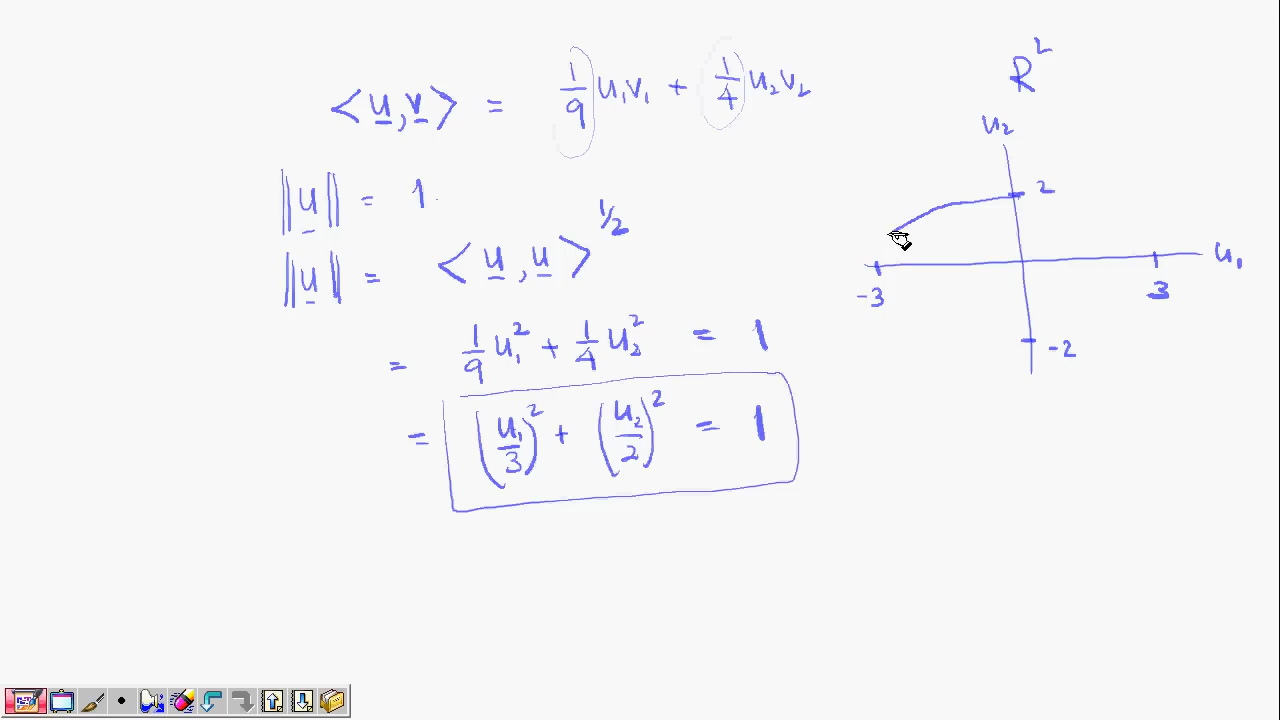 <u,v> = 1/9 u₁v₁ + 1/4 u₂v₂
||u|| = 1.
||u|| = <u,u>^1/2
= 1/9 u₁² + 1/4 u₂² = 1
= (u₁/3)² + (u₂/2)² = 1
R²
u₂
2
u₁
-3
3
-2